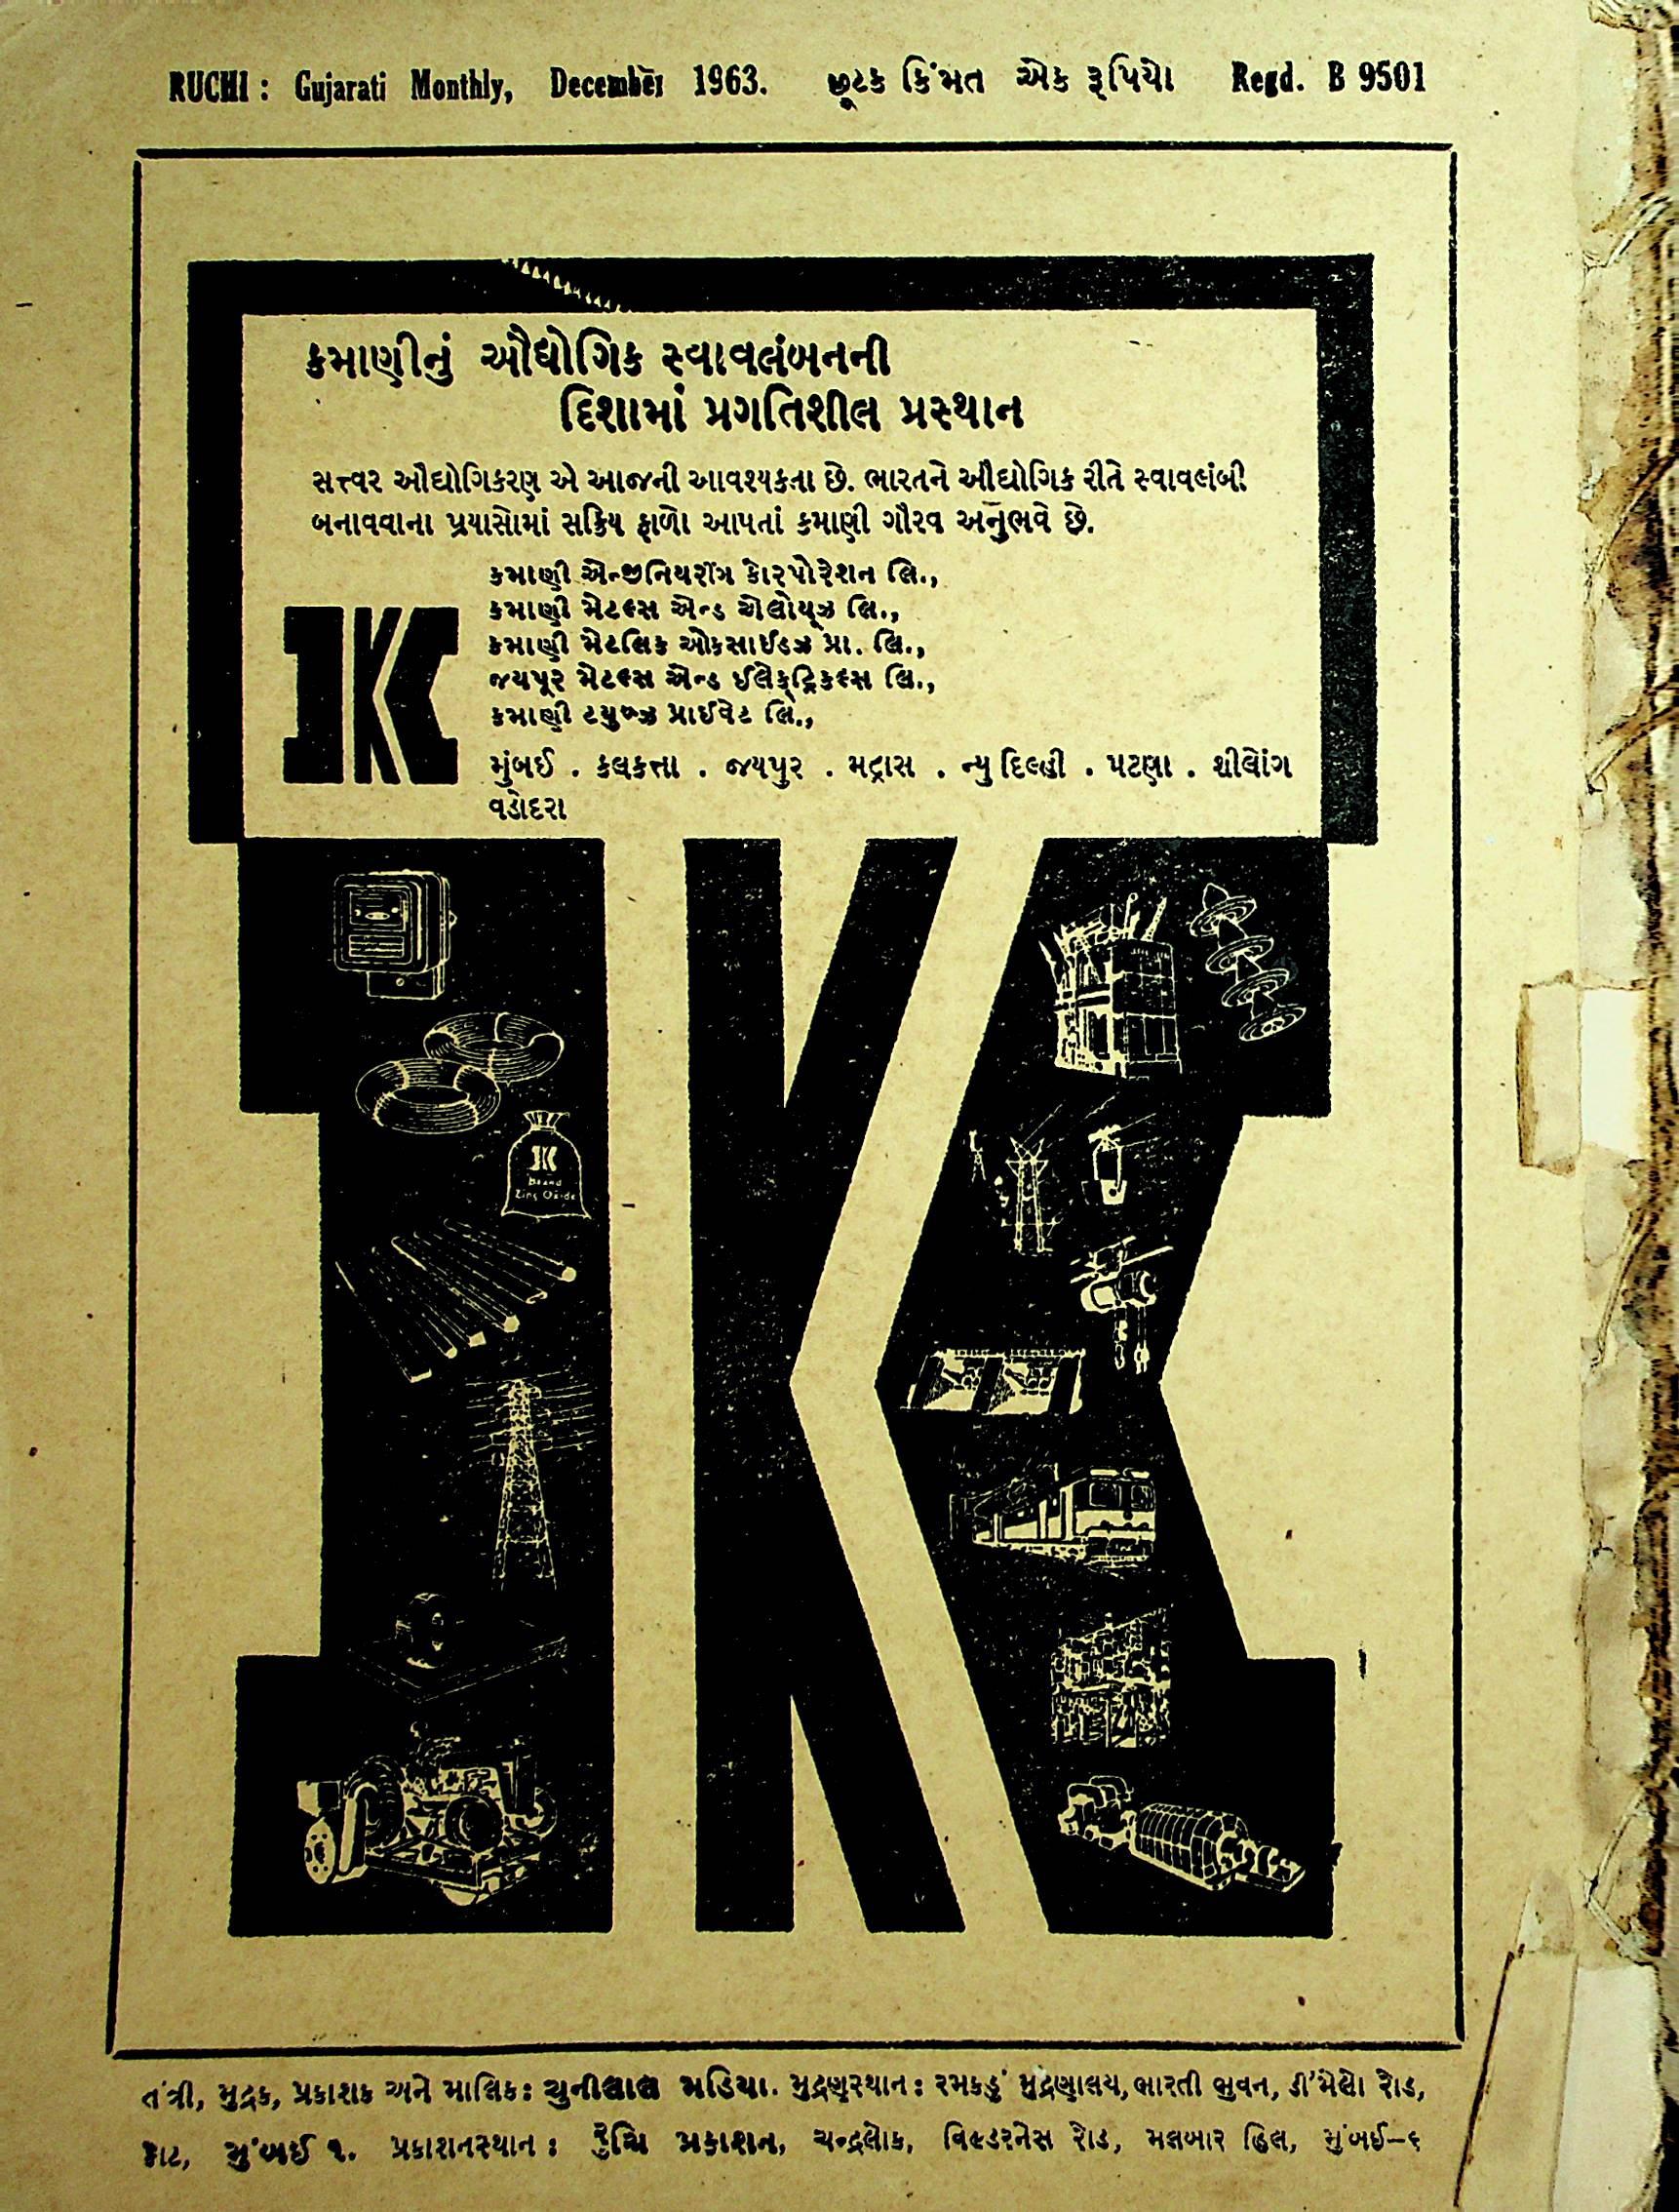 RUCHI : Gujarati Monthly, December 1963. છૂટક કિંમત એક રૂપિયો Regd. B 9501
કમાણીનું ઔદ્યોગિક સ્વાવલંબનની
દિશામાં પ્રગતિશીલ પ્રસ્થાન
સત્ત્વર ઔદ્યોગિકરણ એ આજની આવશ્યકતા છે. ભારતને ઔદ્યોગિક રીતે સ્વાવલંબી
બનાવવાના પ્રયાસોમાં સક્રિય ફાળો આપતાં કમાણી ગૌરવ અનુભવે છે.
કમાણી એન્જીનિયરીંગ કોરપોરેશન લિ.,
કમાણી મેટલ્સ એન્ડ એલોયૂઝ લિ.,
કમાણી મેટલિક ઓકસાઈડઝ પ્રા. લિ.,
જયપૂર મેટલ્સ એન્ડ ઈલેક્ટ્રિકલ્સ લિ.,
કમાણી ટયુબ્ઝ પ્રાઈવેટ લિ.,
મુંબઈ . કલકત્તા . જયપુર . મદ્રાસ . ન્યુ દિલ્હી . પટણા . શીલોંગ
વડોદરા
JKC
Brand
Zinc Oxide
તંત્રી, મુદ્રક, પ્રકાશક અને માલિક: ચુનીલાલ મડિયા. મુદ્રણસ્થાન : રમકડું મુદ્રણાલય, ભારતી ભુવન, ડી'મેલો રોડ,
કાટ, મુંબઈ ૧. પ્રકાશનસ્થાન : રુચિ પ્રકાશન, ચન્દ્રલોક, વિલ્ડરનેસ રોડ, મલબાર હિલ, મુંબઈ–૬